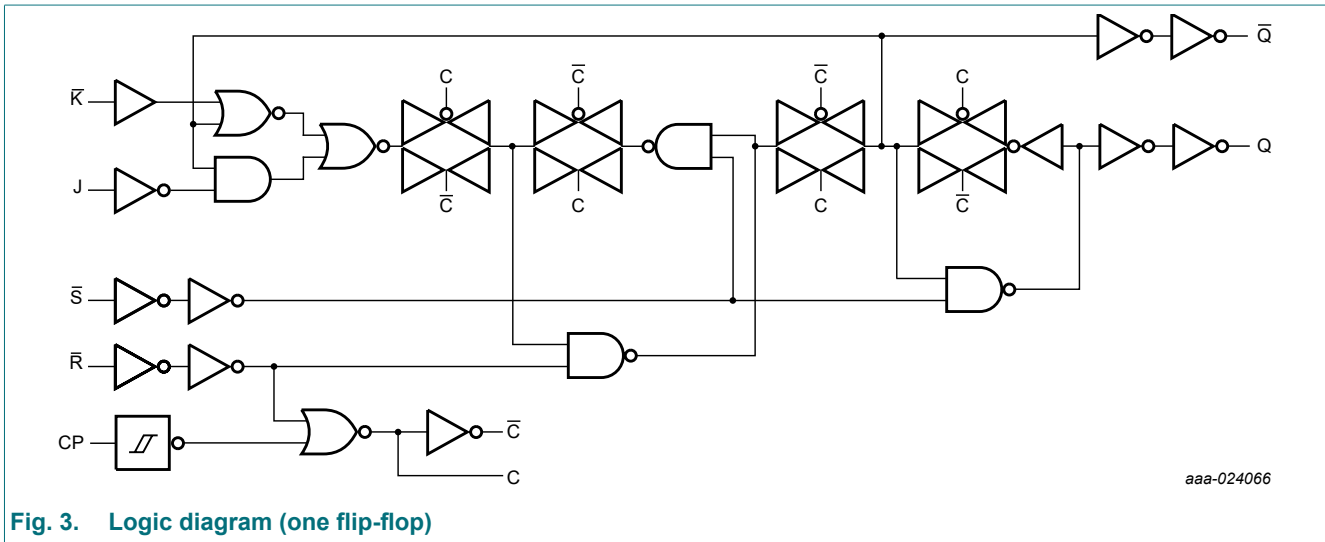 Q̅
C
C̅
C̅
C̅
K̅
J
Q
C̅
C
C
C̅
S̅
R̅
CP
C̅
C
aaa-024066
Fig. 3. Logic diagram (one flip-flop)